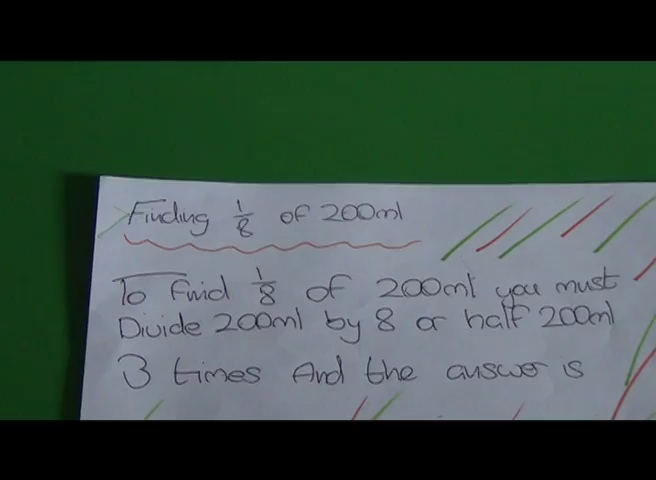 Finding 1/8 of 200ml
To find 1/8 of 200ml you must
Divide 200ml by 8 or half 200ml
3 times And the answer is